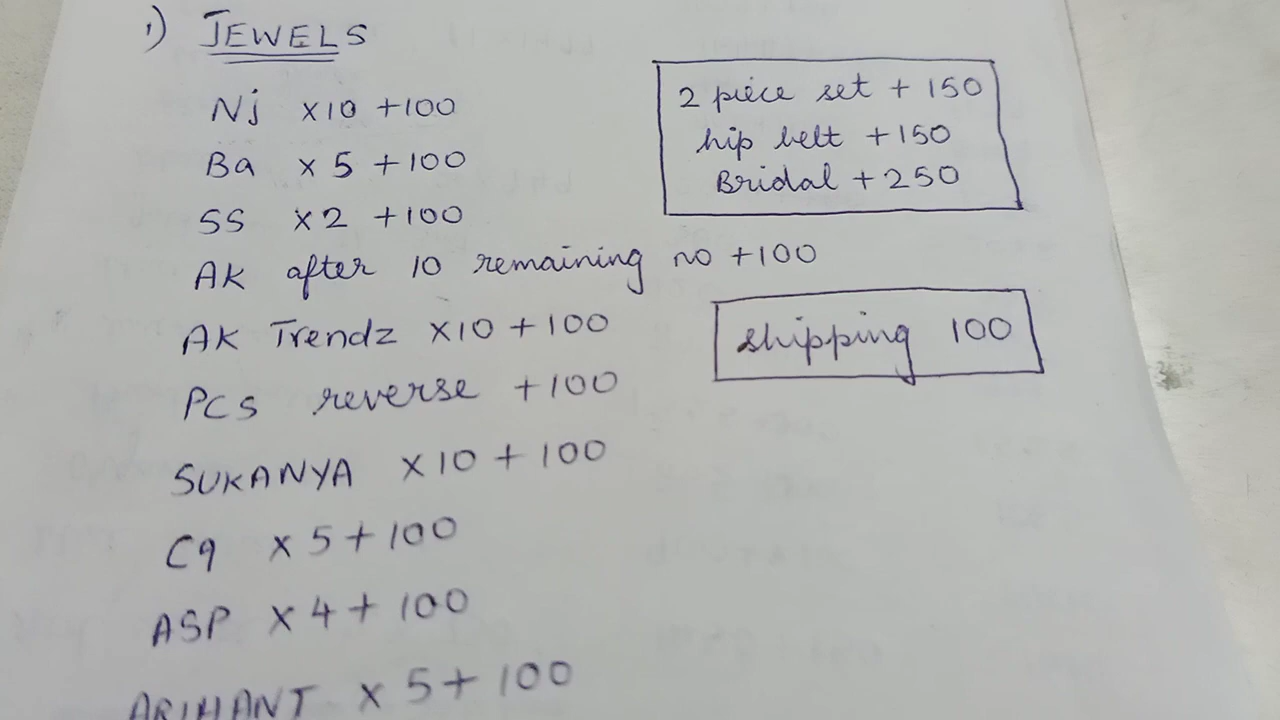 1) JEWELS
Nj x10 +100
Ba x 5 +100
SS x2 +100
AK after 10 remaining no +100
AK Trendz x10 + 100
PCs reverse +100
SUKANYA x10 + 100
C9 x 5 + 100
ASP x 4 + 100
ARIHANT x 5 + 100
2 piece set + 150
hip belt +150
Bridal + 250
shipping 100